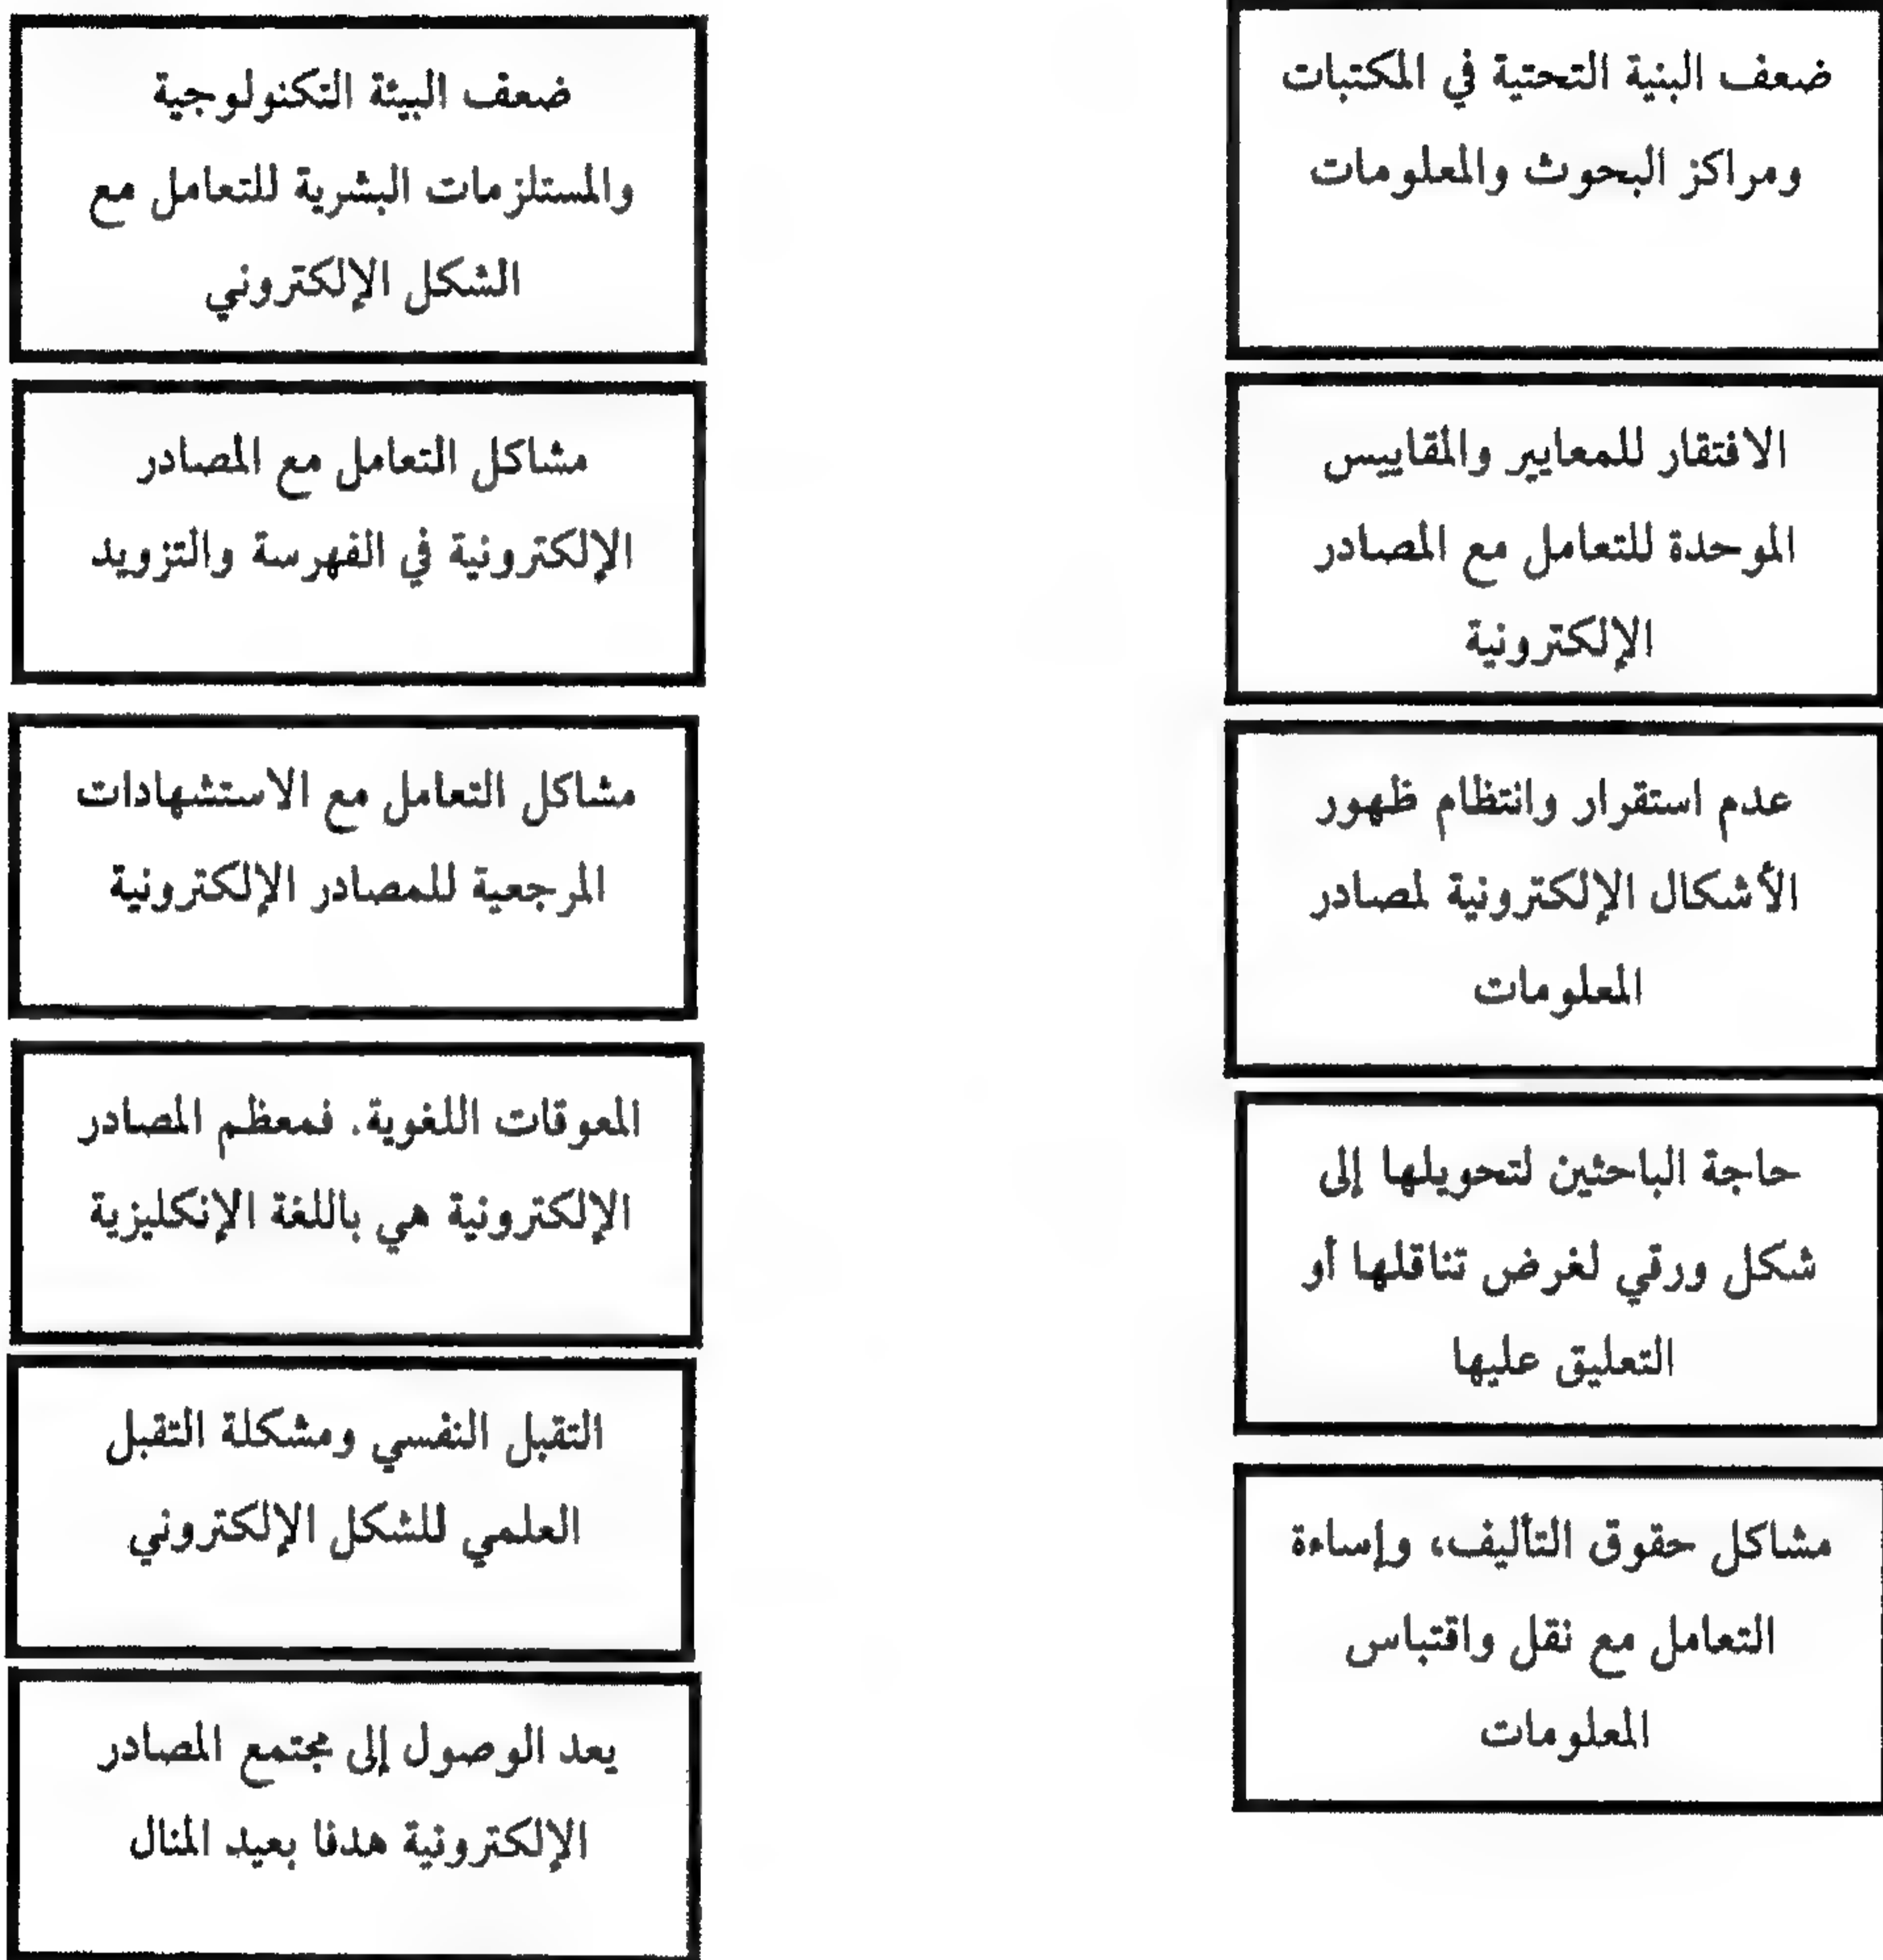 ضعف البنية التحتية في المكتبات
ومراكز البحوث والمعلومات
الافتقار للمعايير والمقاييس
الموحدة للتعامل مع المصادر
الإلكترونية
عدم استقرار وانتظام ظهور
الأشكال الإلكترونية لمصادر
المعلومات
حاجة الباحثين لتحويلها إلى
شكل ورقي لغرض تناقلها أو
التعليق عليها
مشاكل حقوق التأليف، وإساءة
التعامل مع نقل واقتباس
المعلومات
ضعف البيئة التكنولوجية
والمستلزمات البشرية للتعامل مع
الشكل الإلكتروني
مشاكل التعامل مع المصادر
الإلكترونية في الفهرسة والتزويد
مشاكل التعامل مع الاستشهادات
المرجعية للمصادر الإلكترونية
المعوقات اللغوية. فمعظم المصادر
الإلكترونية هي باللغة الإنكليزية
التقبل النفسي ومشكلة التقبل
العلمي للشكل الإلكتروني
يعد الوصول إلى مجتمع المصادر
الإلكترونية هدفا بعيد المنال